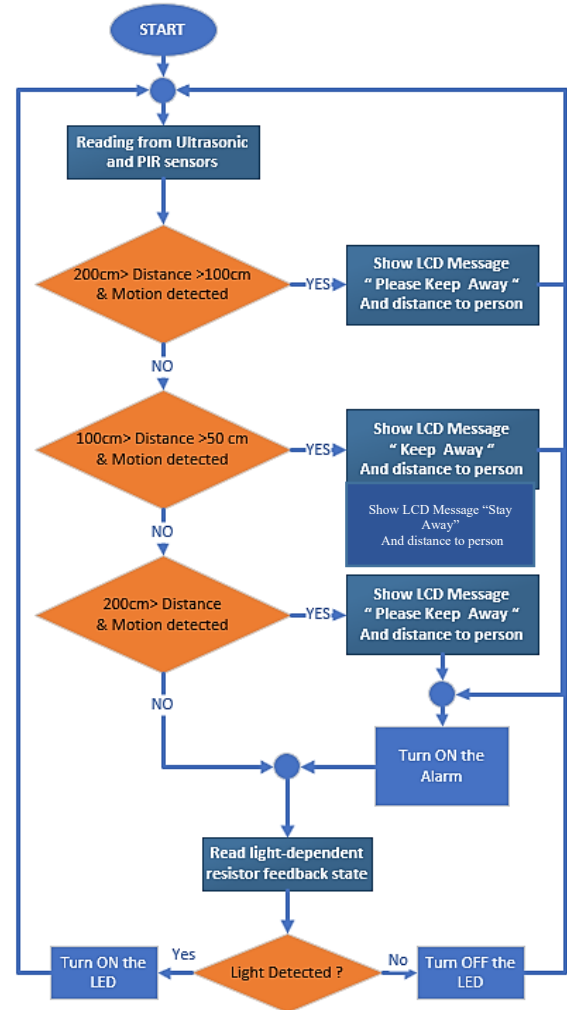 START
Reading from Ultrasonic
and PIR sensors
200cm> Distance >100cm
& Motion detected
YES
Show LCD Message
“ Please Keep Away “
And distance to person
NO
100cm> Distance >50 cm
& Motion detected
YES
Show LCD Message
“ Keep Away “
And distance to person
Show LCD Message “Stay
Away”
And distance to person
NO
200cm> Distance
& Motion detected
YES
Show LCD Message
“ Please Keep Away “
And distance to person
NO
Turn ON the
Alarm
Read light-dependent
resistor feedback state
Turn ON the
LED
Yes
Light Detected ?
No
Turn OFF the
LED